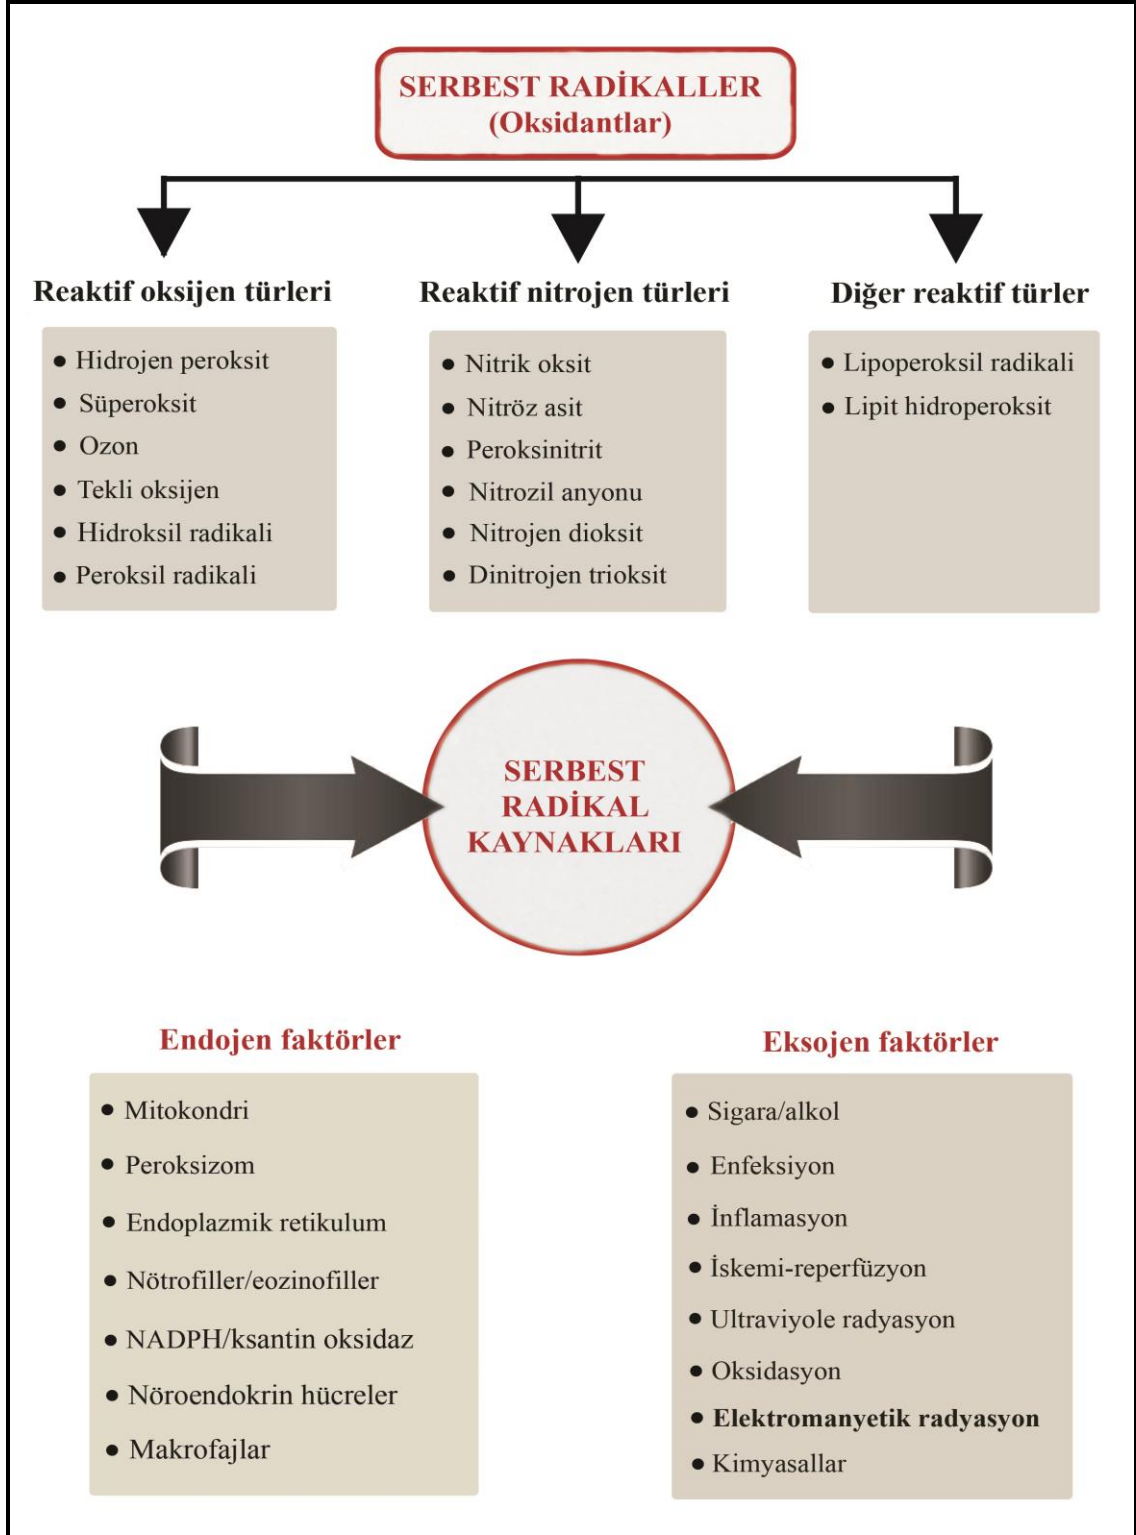 SERBEST RADİKALLER
(Oksidantlar)
Reaktif oksijen türleri
• Hidrojen peroksit
• Süperoksit
• Ozon
• Tekli oksijen
• Hidroksil radikali
• Peroksil radikali
Reaktif nitrojen türleri
• Nitrik oksit
• Nitröz asit
• Peroksinitrit
• Nitrozil anyonu
• Nitrojen dioksit
• Dinitrojen trioksit
Diğer reaktif türler
• Lipoperoksil radikali
• Lipit hidroperoksit
SERBEST
RADİKAL
KAYNAKLARI
Endojen faktörler
• Mitokondri
• Peroksizom
• Endoplazmik retikulum
• Nötrofiller/eozinofiller
• NADPH/ksantin oksidaz
• Nöroendokrin hücreler
• Makrofajlar
Eksojen faktörler
• Sigara/alkol
• Enfeksiyon
• İnflamasyon
• İskemi-reperfüzyon
• Ultraviyole radyasyon
• Oksidasyon
• Elektromanyetik radyasyon
• Kimyasallar